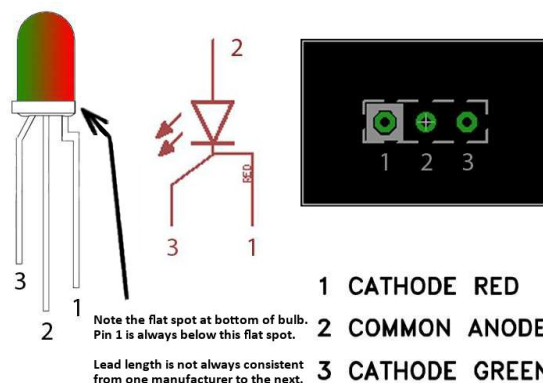 2
3
1
RED
1 2 3
3
2
1
Note the flat spot at bottom of bulb.
Pin 1 is always below this flat spot.
Lead length is not always consistent
from one manufacturer to the next.
1 CATHODE RED
2 COMMON ANODE
3 CATHODE GREEN